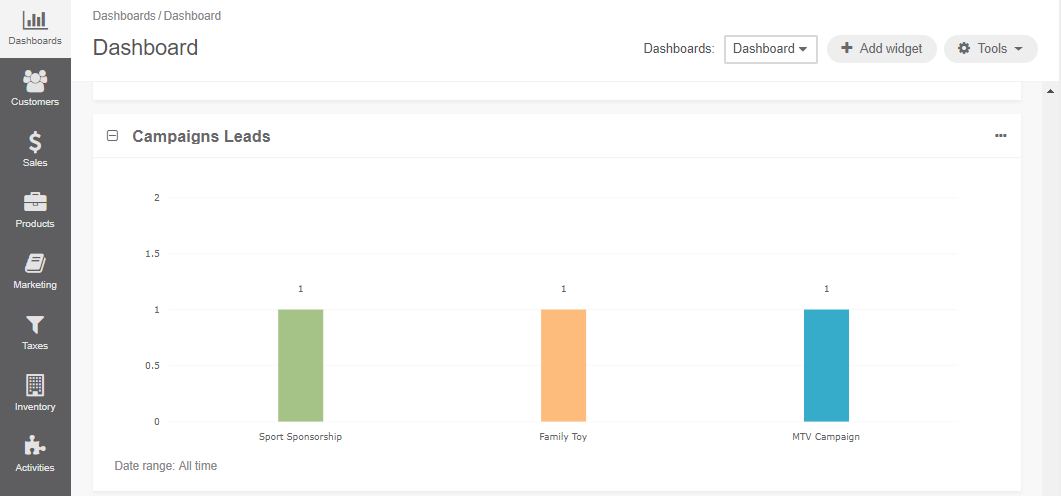 Dashboards
Customers
Sales
Products
Marketing
Taxes
Inventory
Activities
Dashboards / Dashboard
Dashboard
Dashboards:
Dashboard
Add widget
Tools
Campaigns Leads
2
1.5
1
0.5
0
1
1
1
Sport Sponsorship
Family Toy
MTV Campaign
Date range: All time